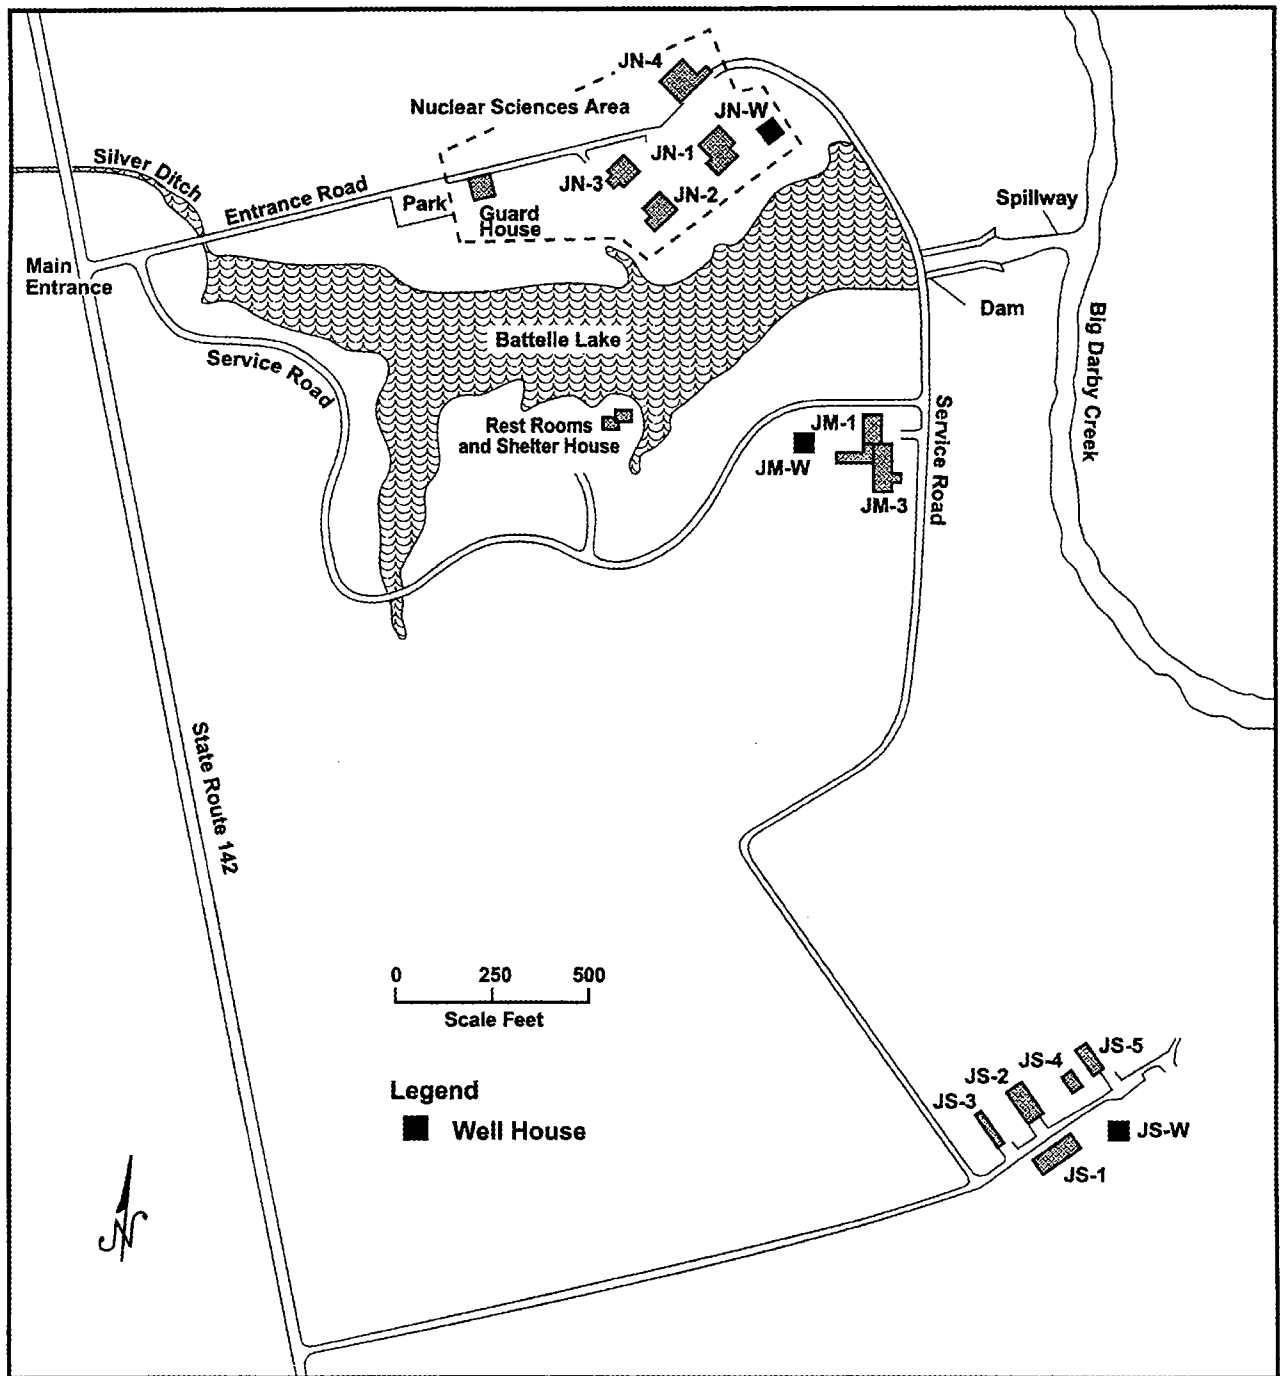 JN-4
Nuclear Sciences Area
JN-W
JN-1
Silver Ditch
JN-3
JN-2
Entrance Road
Park
Spillway
Guard
House
Main
Entrance
Dam
Big Darby Creek
Battelle Lake
Service Road
Rest Rooms
and Shelter House
JM-1
Service Road
JM-W
JM-3
State Route 142
0 250 500
Scale Feet
JS-5
JS-4
JS-2
JS-3
Legend
Well House
JS-W
JS-1
N